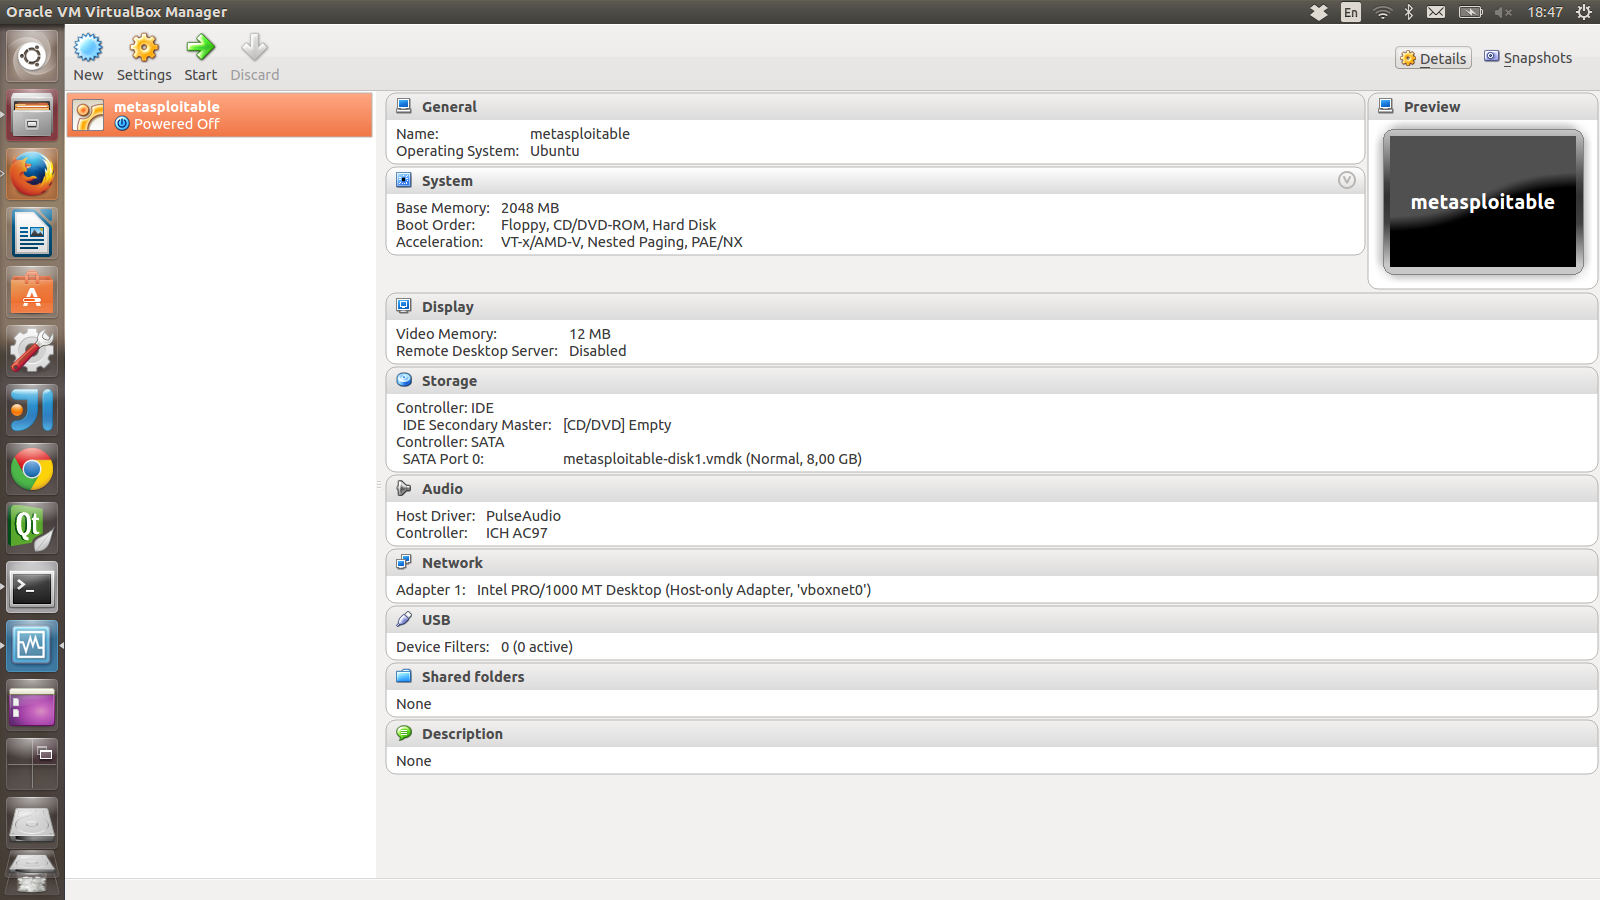 Oracle VM VirtualBox Manager
En
18:47
New
Settings
Start
Discard
Details
Snapshots
metasploitable
Powered Off
General
Name: metasploitable
Operating System: Ubuntu
System
Base Memory: 2048 MB
Boot Order: Floppy, CD/DVD-ROM, Hard Disk
Acceleration: VT-x/AMD-V, Nested Paging, PAE/NX
Preview
metasploitable
Display
Video Memory: 12 MB
Remote Desktop Server: Disabled
Storage
Controller: IDE
IDE Secondary Master: [CD/DVD] Empty
Controller: SATA
SATA Port 0: metasploitable-disk1.vmdk (Normal, 8,00 GB)
Audio
Host Driver: PulseAudio
Controller: ICH AC97
Network
Adapter 1: Intel PRO/1000 MT Desktop (Host-only Adapter, 'vboxnet0')
USB
Device Filters: 0 (0 active)
Shared folders
None
Description
None
JI
Qt
>_